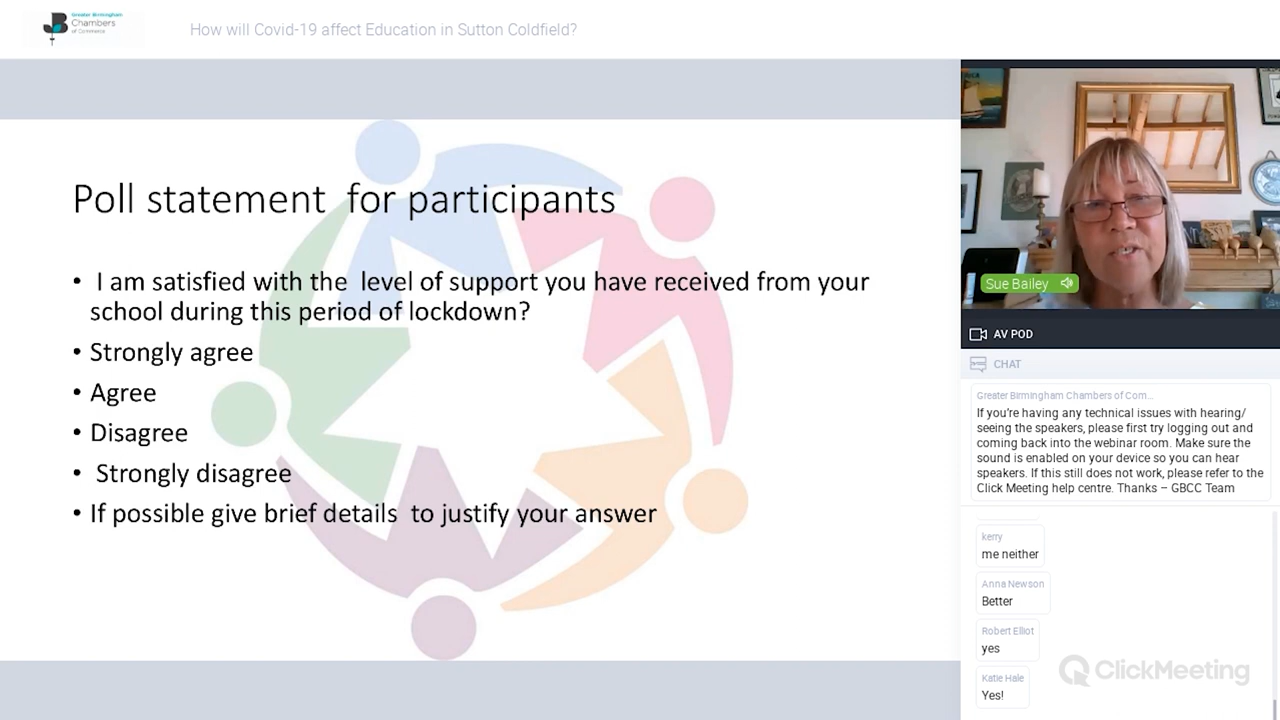 Greater Birmingham
Chambers
of Commerce
How will Covid-19 affect Education in Sutton Coldfield?
Poll statement for participants
• I am satisfied with the level of support you have received from your
school during this period of lockdown?
• Strongly agree
• Agree
• Disagree
• Strongly disagree
• If possible give brief details to justify your answer
Sue Bailey
AV POD
CHAT
Greater Birmingham Chambers of Com...
If you're having any technical issues with hearing/
seeing the speakers, please first try logging out and
coming back into the webinar room. Make sure the
sound is enabled on your device so you can hear
speakers. If this still does not work, please refer to the
Click Meeting help centre. Thanks – GBCC Team
kerry
me neither
Anna Newson
Better
Robert Elliot
yes
Katie Hale
Yes!
ClickMeeting